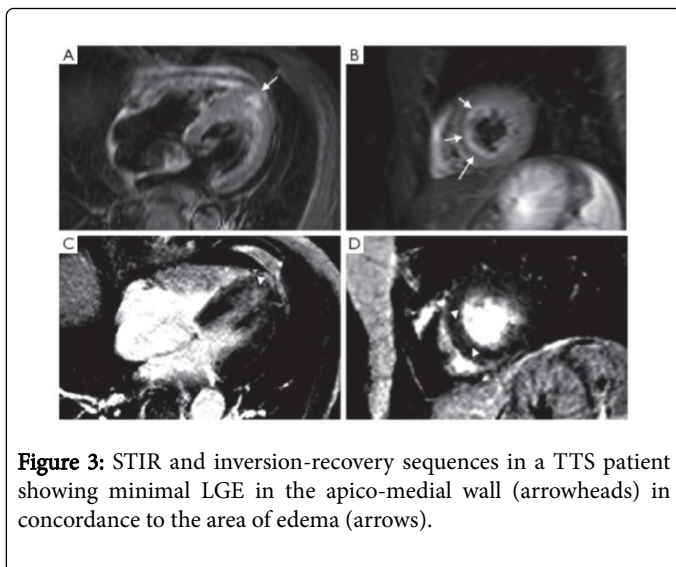 A
B
C
D
Figure 3: STIR and inversion-recovery sequences in a TTS patient
showing minimal LGE in the apico-medial wall (arrowheads) in
concordance to the area of edema (arrows).